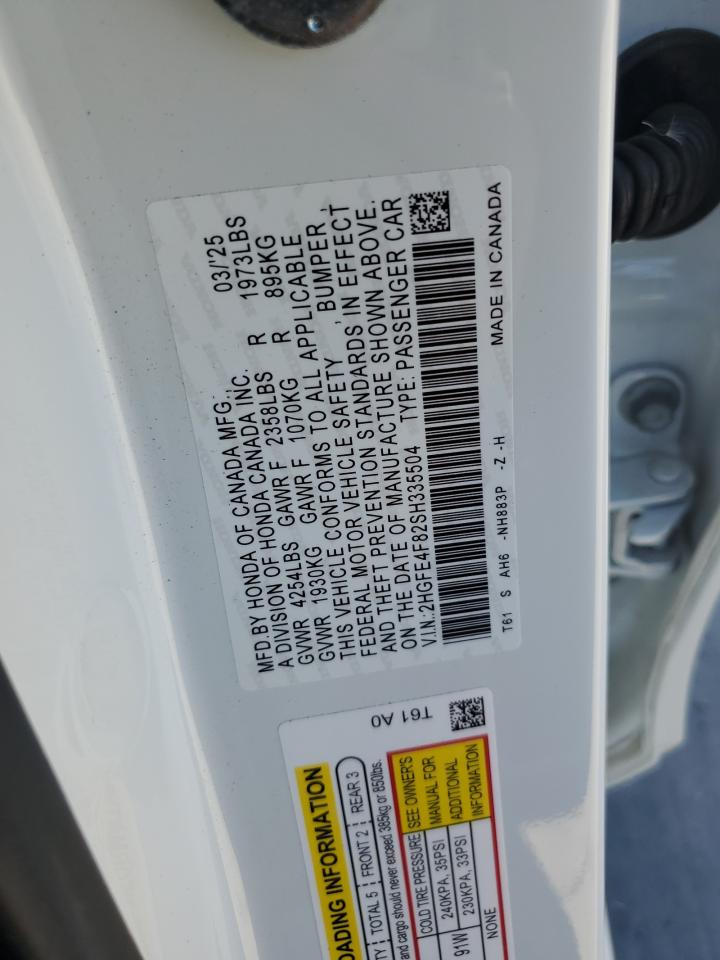 MFD.BY HONDA OF CANADA MFG., 03/'25
A DIVISION OF HONDA CANADA INC.
GVWR 4254LBS GAWR F 2358LBS R 1973LBS
GVWR 1930KG GAWR F 1070KG R 895KG
THIS VEHICLE CONFORMS TO ALL APPLICABLE
FEDERAL MOTOR VEHICLE SAFETY , BUMPER ,
AND THEFT PREVENTION STANDARDS IN EFFECT
ON THE DATE OF MANUFACTURE SHOWN ABOVE.
V.I.N.:2HGFE4F82SH335504 TYPE: PASSENGER CAR
T61 S AH6 -NH883P -Z -H
MADE IN CANADA
T61 A0
OADING INFORMATION
TY TOTAL 5 FRONT 2 REAR 3
and cargo should never exceed 385kg or 850lbs.
COLD TIRE PRESSURE
240KPA, 35PSI
91W 230KPA, 33PSI
NONE
SEE OWNER'S
MANUAL FOR
ADDITIONAL
INFORMATION